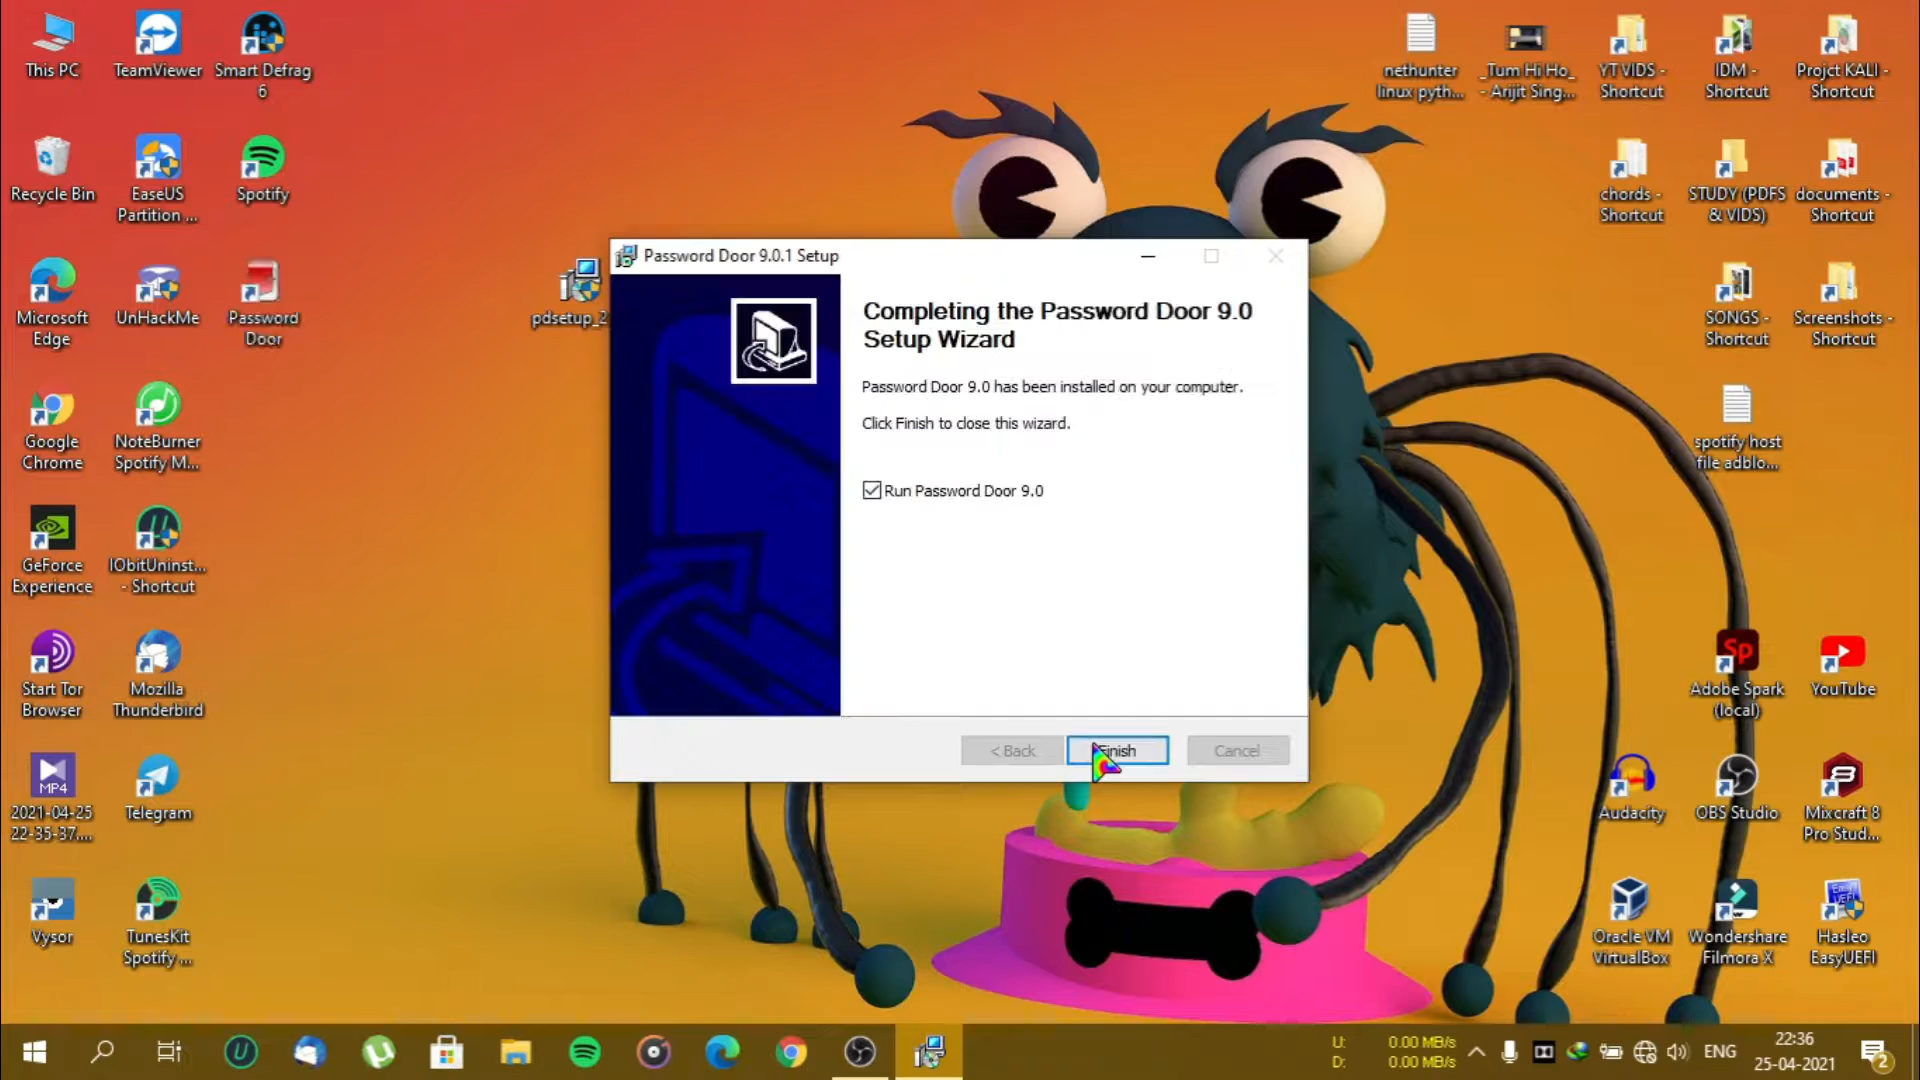 This PC
TeamViewer
Smart Defrag
6
Recycle Bin
EaseUS
Partition ...
Spotify
Microsoft
Edge
UnHackMe
Password
Door
Google
Chrome
NoteBurner
Spotify M...
GeForce
Experience
IObitUninst...
- Shortcut
Start Tor
Browser
Mozilla
Thunderbird
MP4
2021-04-25
22-35-37....
Telegram
Vysor
TunesKit
Spotify ...
pdsetup_2
Password Door 9.0.1 Setup
Completing the Password Door 9.0
Setup Wizard
Password Door 9.0 has been installed on your computer.
Click Finish to close this wizard.
Run Password Door 9.0
< Back
Finish
Cancel
nethunter
linux pyth...
_Tum Hi Ho_
- Arijit Sing...
YT VIDS -
Shortcut
IDM -
Shortcut
Projct KALI -
Shortcut
chords -
Shortcut
STUDY (PDFS
& VIDS)
documents -
Shortcut
SONGS -
Shortcut
Screenshots -
Shortcut
spotify host
file adblo...
Sp
Adobe Spark
(local)
YouTube
Audacity
OBS Studio
Mixcraft 8
Pro Stud...
Oracle VM
VirtualBox
Wondershare
Filmora X
Hasleo
EasyUEFI
U: 0.00 MB/s
D: 0.00 MB/s
ENG
22:36
25-04-2021
2